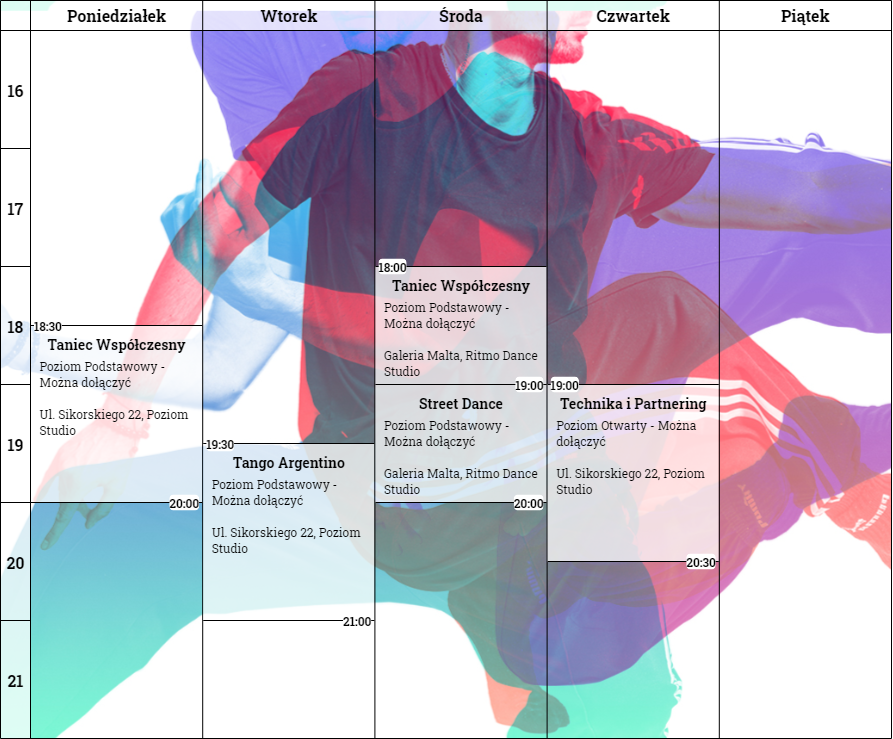 Poniedziałek
Wtorek
Środa
Czwartek
Piątek
16
17
18
19
20
21
18:30
Taniec Współczesny
Poziom Podstawowy -
Można dołączyć
Ul. Sikorskiego 22, Poziom
Studio
20:00
19:30
Tango Argentino
Poziom Podstawowy -
Można dołączyć
Ul. Sikorskiego 22, Poziom
Studio
21:00
18:00
Taniec Współczesny
Poziom Podstawowy -
Można dołączyć
Galeria Malta, Ritmo Dance
Studio
19:00
Street Dance
Poziom Podstawowy -
Można dołączyć
Galeria Malta, Ritmo Dance
Studio
20:00
19:00
Technika i Partnering
Poziom Otwarty - Można
dołączyć
Ul. Sikorskiego 22, Poziom
Studio
20:30